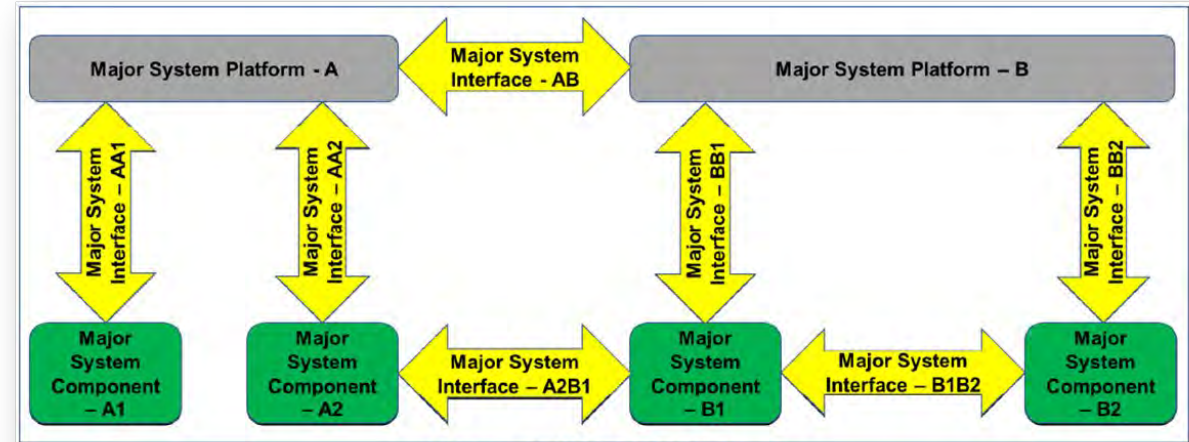 Major System Platform - A
Major System
Interface - AB
Major System Platform – B
Major System
Interface – AA1
Major System
Interface – AA2
Major System
Interface – BB1
Major System
Interface – BB2
Major
System
Component
– A1
Major
System
Component
– A2
Major System
Interface – A2B1
Major
System
Component
– B1
Major System
Interface – B1B2
Major
System
Component
– B2